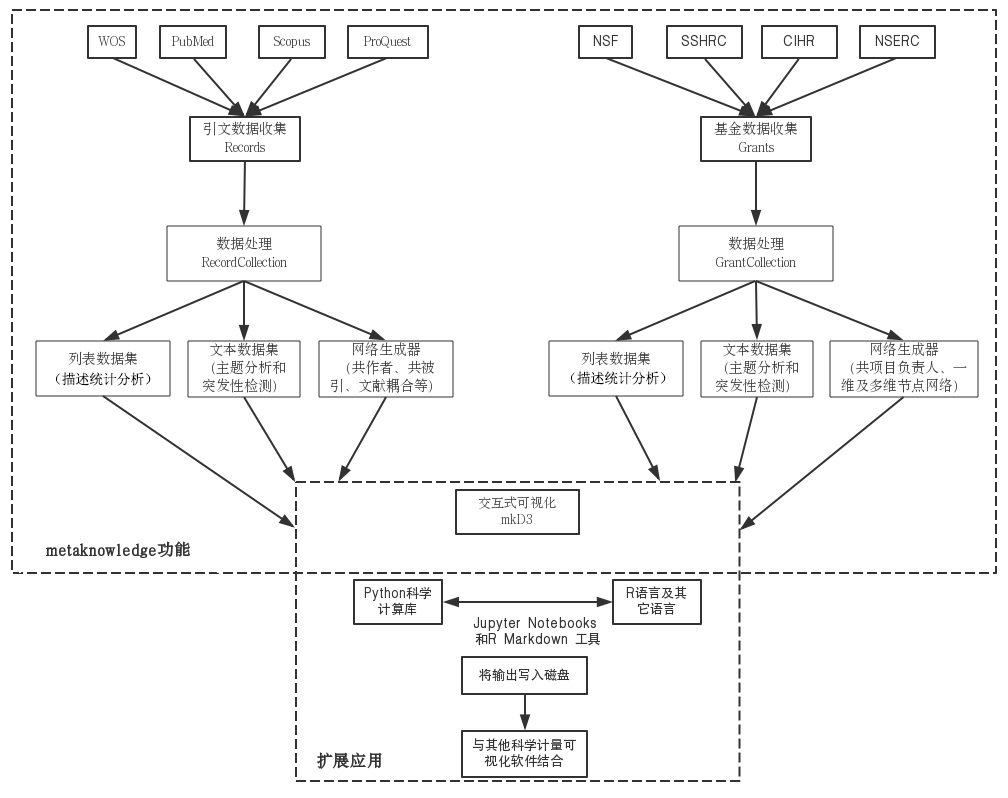 WOS
PubMed
Scopus
ProQuest
NSF
SSHRC
CIHR
NSERC
引文数据收集
Records
基金数据收集
Grants
数据处理
RecordCollection
数据处理
GrantCollection
列表数据集
（描述统计分析）
文本数据集
（主题分析和
突发性检测）
网络生成器
（共作者、共被
引、文献耦合等）
列表数据集
（描述统计分析）
文本数据集
（主题分析和
突发性检测）
网络生成器
（共项目负责人、一
维及多维节点网络）
交互式可视化
mkD3
metaknowledge功能
Python科学
计算库
R语言及其
它语言
Jupyter Notebooks
和R Markdown 工具
将输出写入磁盘
与其他科学计量可
视化软件结合
扩展应用